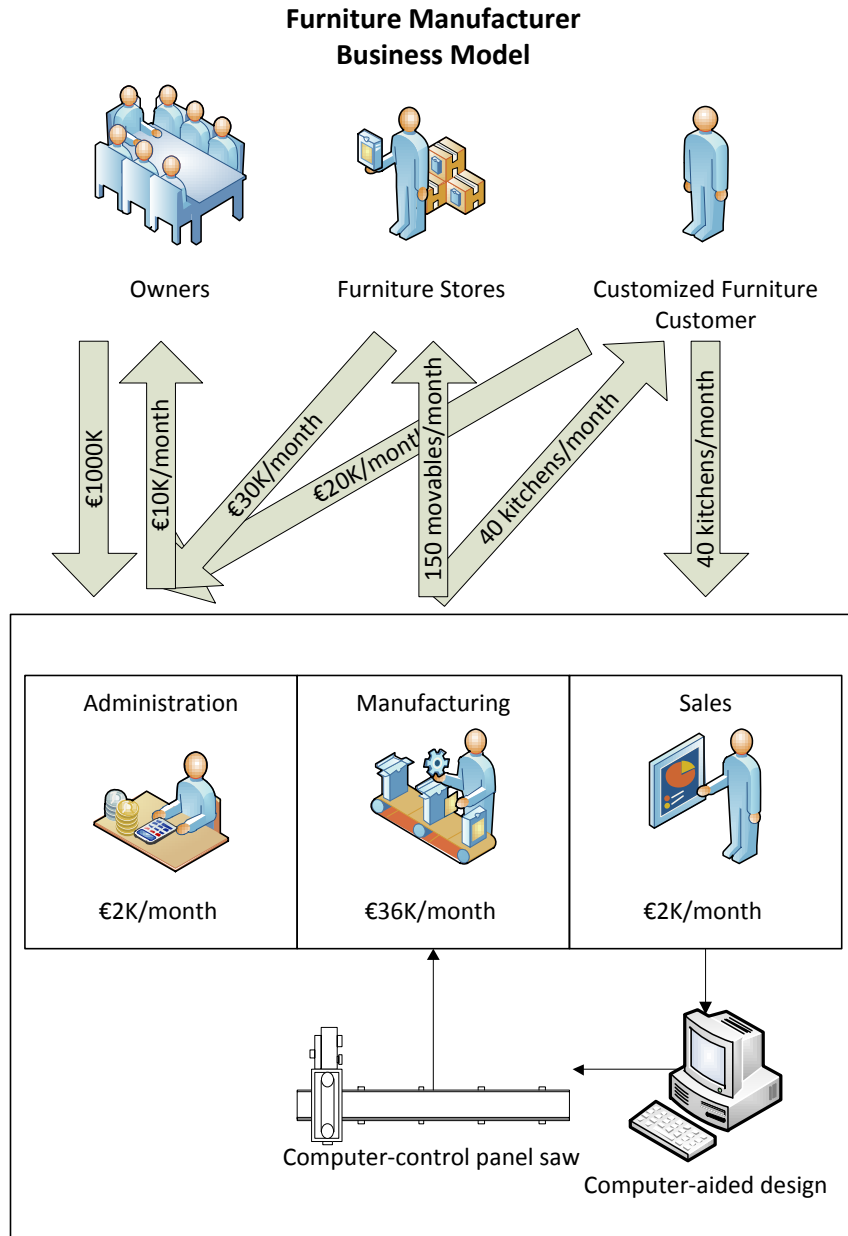 Furniture Manufacturer
Business Model
Owners
Furniture Stores
Customized Furniture
Customer
€1000K
€10K/month
€30K/month
€20K/month
150 movables/month
40 kitchens/month
40 kitchens/month
Administration
Manufacturing
Sales
€2K/month
€36K/month
€2K/month
Computer-control panel saw
Computer-aided design